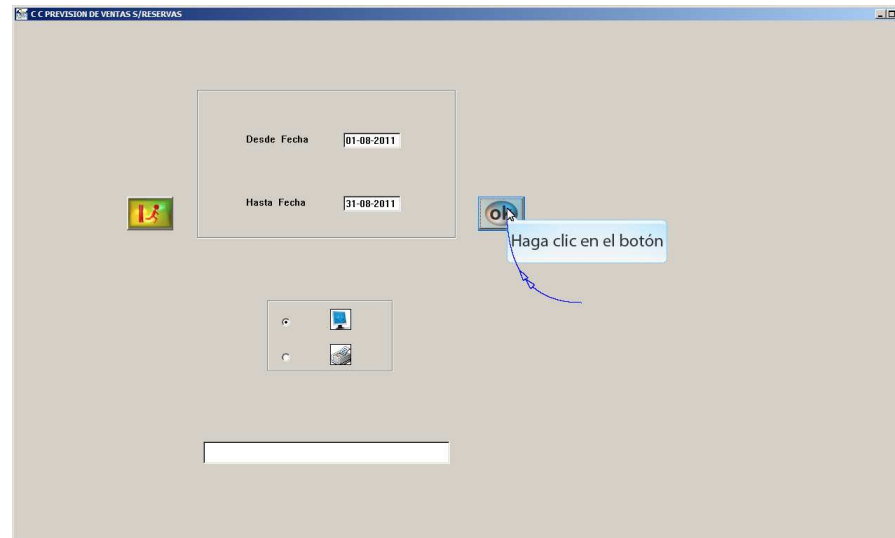 C C PREVISION DE VENTAS S/RESERVAS
Desde Fecha 01-08-2011
Hasta Fecha 31-08-2011
ok
Haga clic en el botón